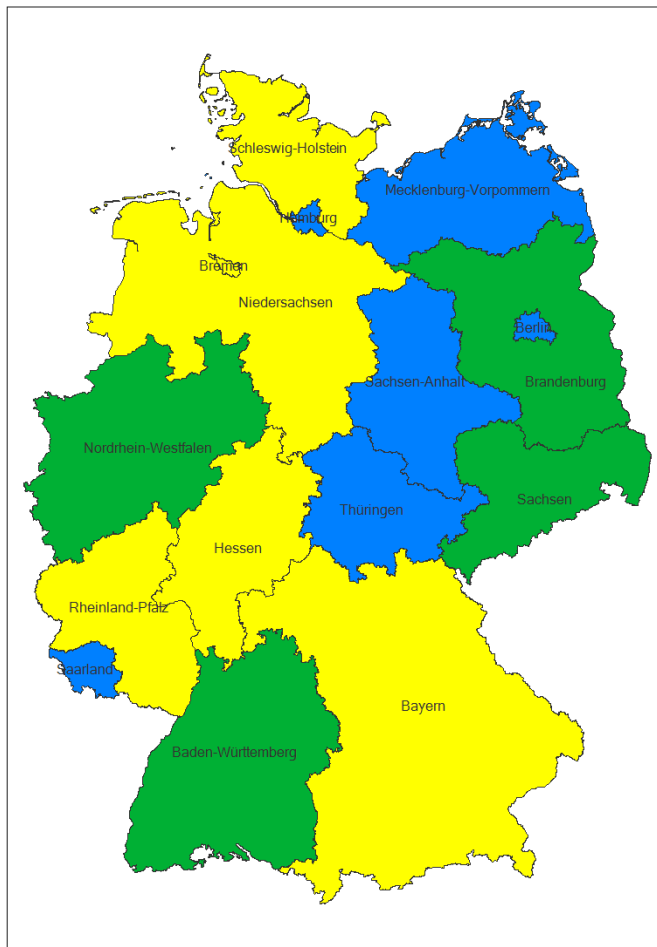 Schleswig-Holstein
Mecklenburg-Vorpommern
Hamburg
Bremen
Niedersachsen
Berlin
Sachsen-Anhalt
Brandenburg
Nordrhein-Westfalen
Sachsen
Thüringen
Hessen
Rheinland-Pfalz
Saarland
Bayern
Baden-Württemberg